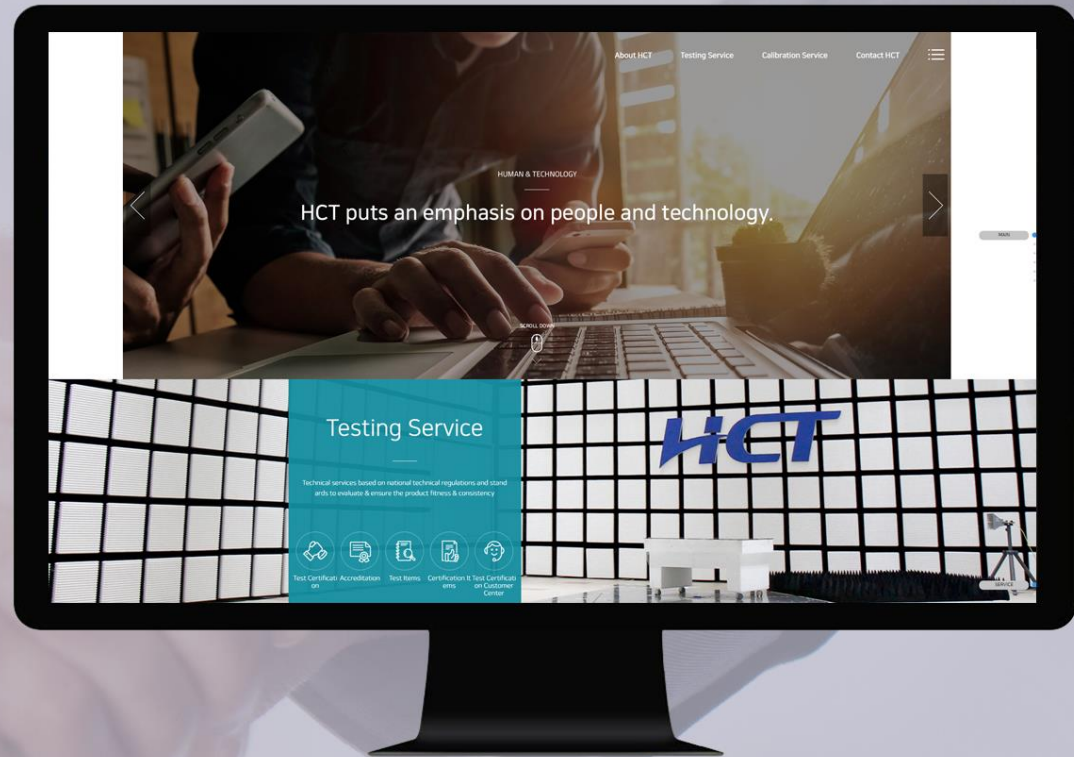 About HCT Testing Service Calibration Service Contact HCT
HUMAN & TECHNOLOGY
HCT puts an emphasis on people and technology.
MAIN
SCROLL DOWN
Testing Service
Technical services based on national technical regulations and stand
ards to evaluate & ensure the product fitness & consistency
HCT
Test Certificati
on
Accreditation
Test Items
Certification It
ems
Test Certificati
on Customer
Center
SERVICE